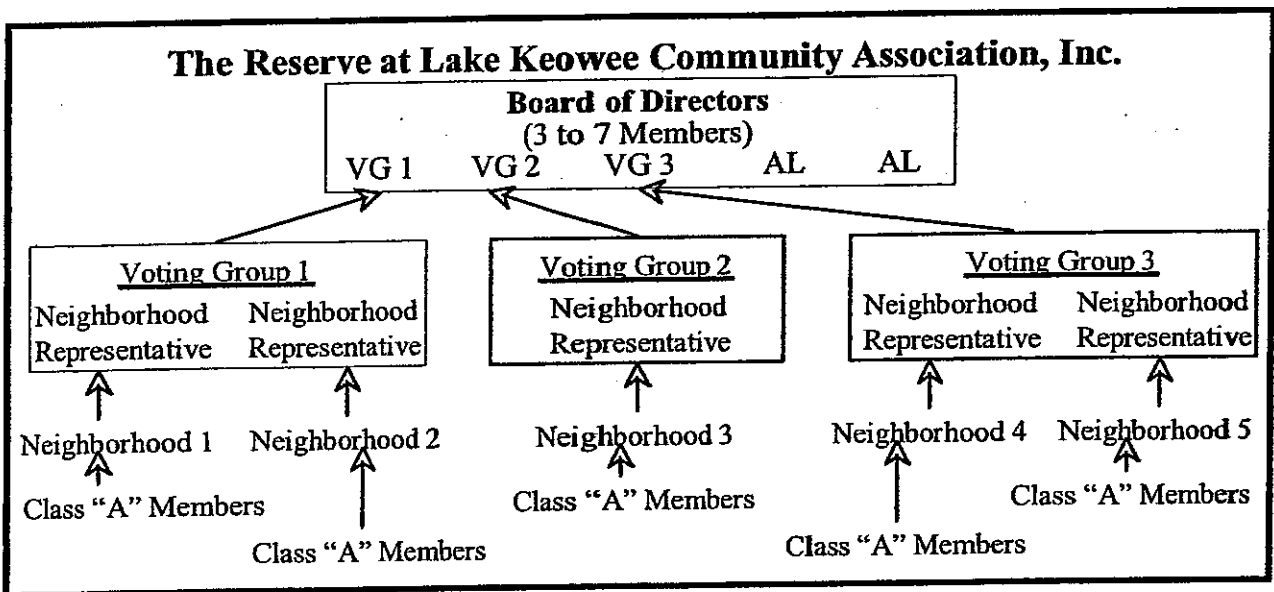 The Reserve at Lake Keowee Community Association, Inc.
Board of Directors
(3 to 7 Members)
VG 1 VG 2 VG 3 AL AL
Voting Group 1 Voting Group 2 Voting Group 3
Neighborhood Neighborhood Neighborhood Neighborhood Neighborhood
Representative Representative Representative Representative Representative
Neighborhood 1 Neighborhood 2 Neighborhood 3 Neighborhood 4 Neighborhood 5
Class “A” Members Class “A” Members Class “A” Members
Class “A” Members Class “A” Members